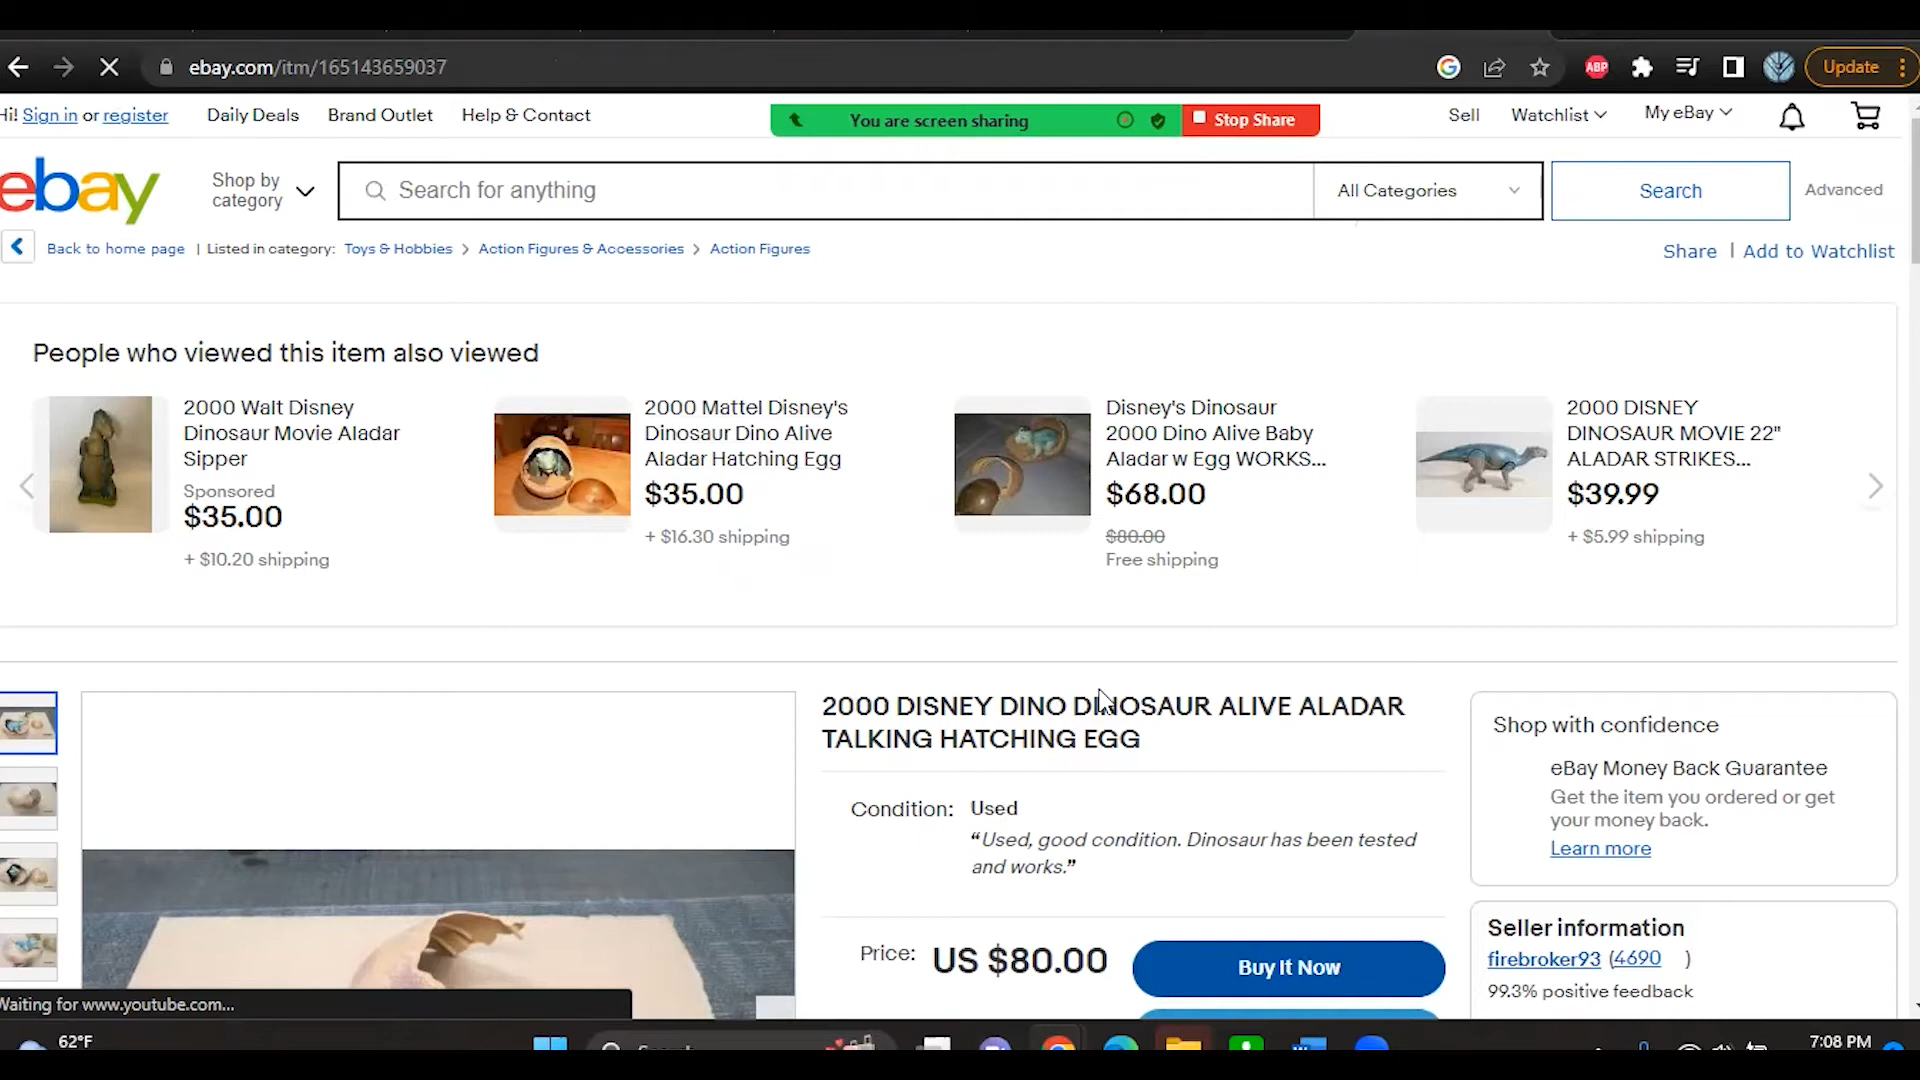 ebay.com/itm/165143659037
ABP
Update
Hi! Sign in or register
Daily Deals
Brand Outlet
Help & Contact
You are screen sharing
Stop Share
Sell
Watchlist
My eBay
ebay
Shop by
category
Search for anything
All Categories
Search
Advanced
Back to home page | Listed in category: Toys & Hobbies > Action Figures & Accessories > Action Figures
Share | Add to Watchlist
People who viewed this item also viewed
2000 Walt Disney
Dinosaur Movie Aladar
Sipper
Sponsored
$35.00
+ $10.20 shipping
2000 Mattel Disney's
Dinosaur Dino Alive
Aladar Hatching Egg
$35.00
+ $16.30 shipping
Disney's Dinosaur
2000 Dino Alive Baby
Aladar w Egg WORKS...
$68.00
$80.00
Free shipping
2000 DISNEY
DINOSAUR MOVIE 22"
ALADAR STRIKES...
$39.99
+ $5.99 shipping
2000 DISNEY DINO DINOSAUR ALIVE ALADAR
TALKING HATCHING EGG
Condition: Used
“Used, good condition. Dinosaur has been tested
and works.”
Price: US $80.00
Buy It Now
Shop with confidence
eBay Money Back Guarantee
Get the item you ordered or get
your money back.
Learn more
Seller information
firebroker93 (4690 )
99.3% positive feedback
Waiting for www.youtube.com...
62°F
Search
7:08 PM